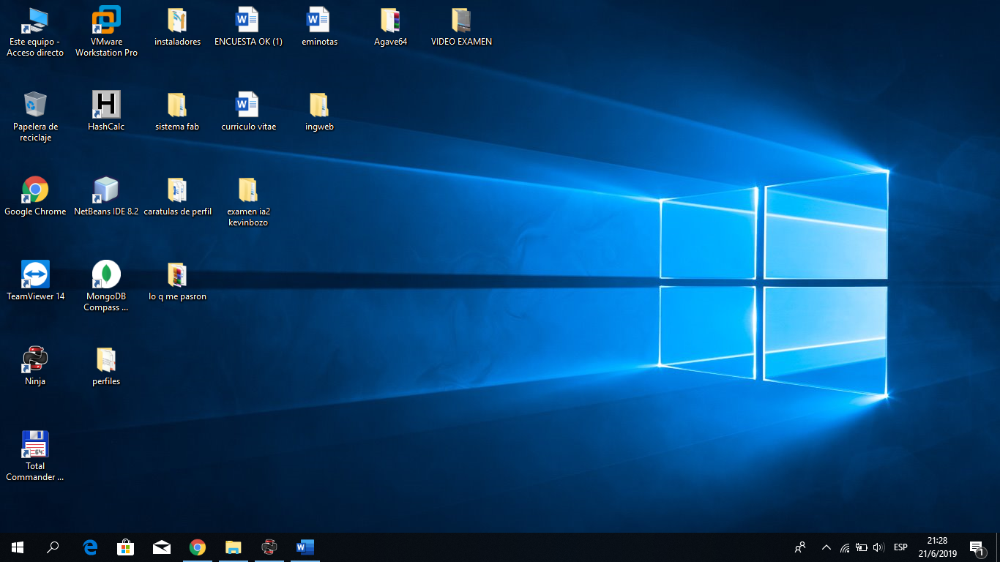 Este equipo -
Acceso directo
VMware
Workstation Pro
instaladores
ENCUESTA OK (1)
eminotas
Agave64
VIDEO EXAMEN
Papelera de
reciclaje
H
HashCalc
sistema fab
curriculo vitae
ingweb
Google Chrome
NetBeans IDE 8.2
caratulas de perfil
examen ia2
kevinbozo
TeamViewer 14
MongoDB
Compass ...
lo q me pasron
Ninja
perfiles
64
Total
Commander ...
ESP
21:28
21/6/2019
1